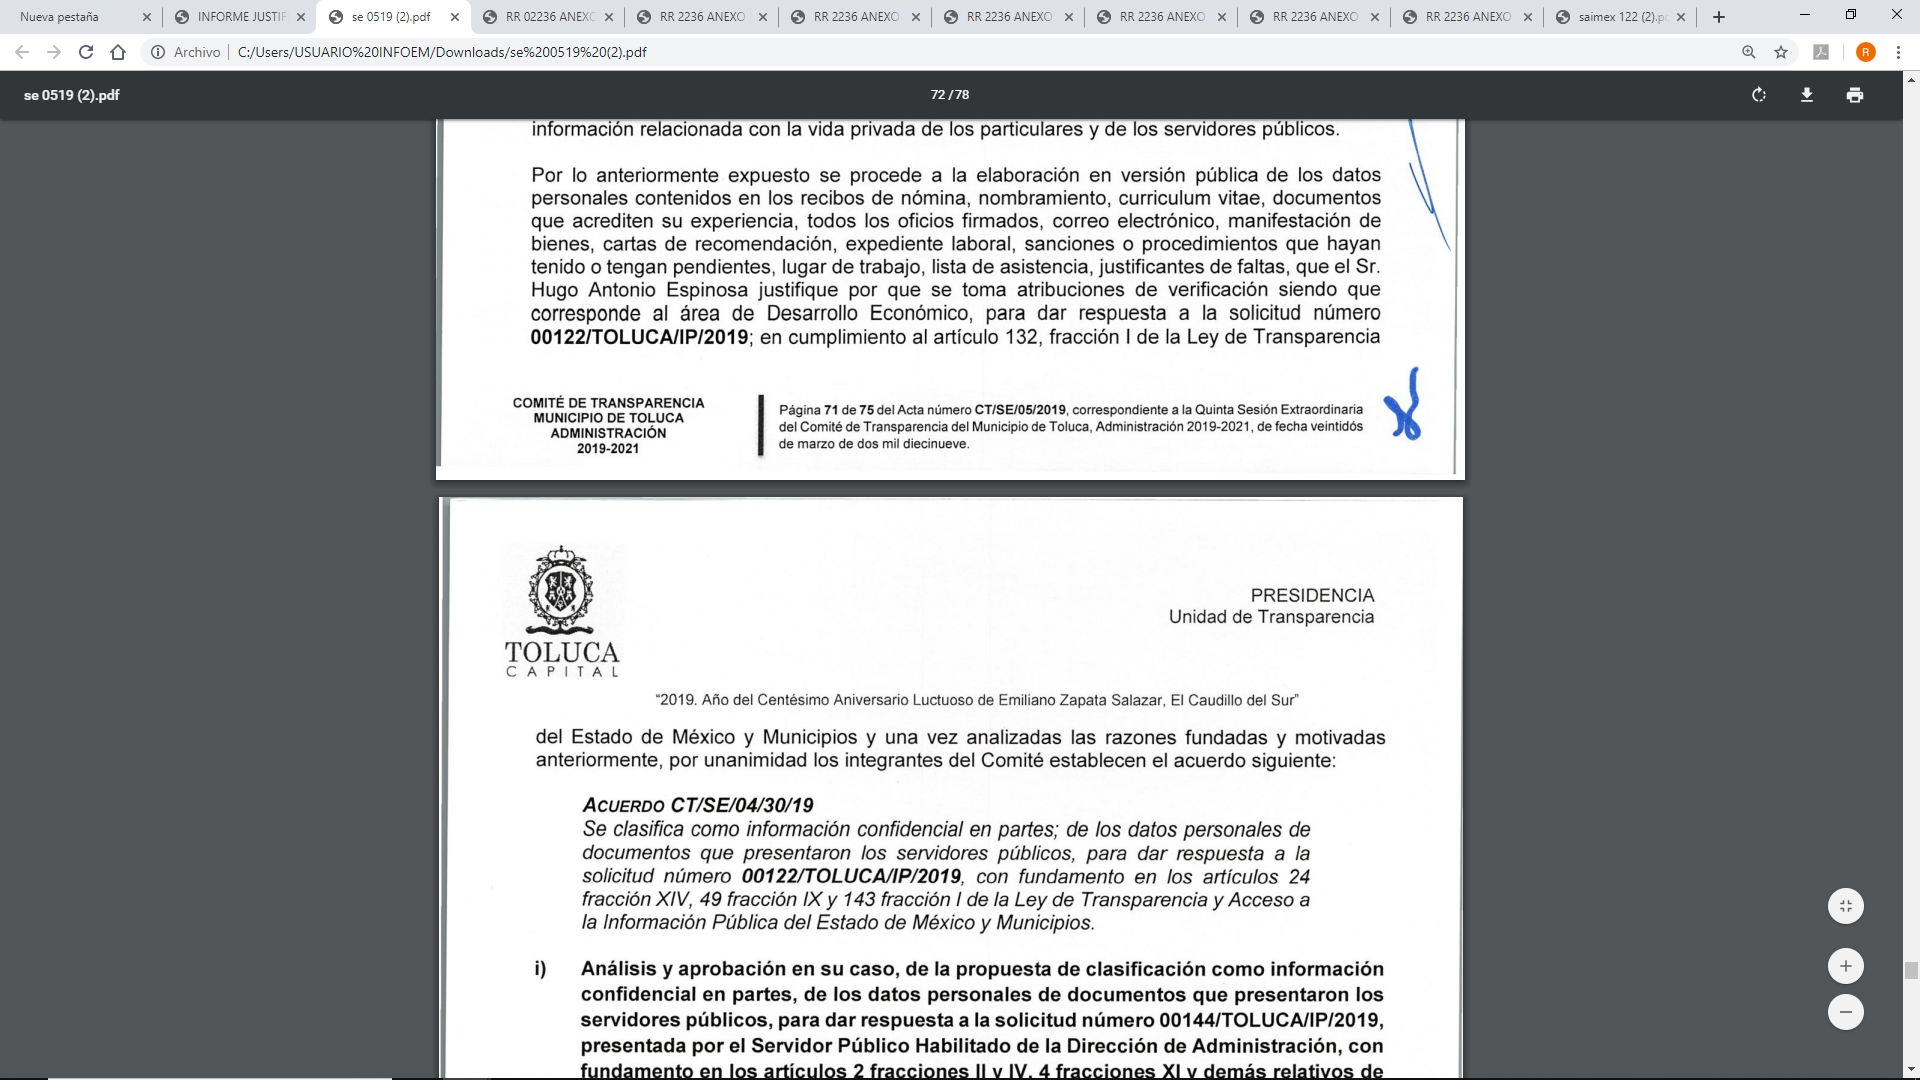 Nueva pestaña
INFORME JUSTIF
se 0519 (2).pdf
RR 02236 ANEXO
RR 2236 ANEXO
RR 2236 ANEXO
RR 2236 ANEXO
RR 2236 ANEXO
RR 2236 ANEXO
RR 2236 ANEXO
saimex 122 (2).p
Archivo
C:/Users/USUARIO%20INFOEM/Downloads/se%200519%20(2).pdf
R
se 0519 (2).pdf
72 / 78
información relacionada con la vida privada de los particulares y de los servidores públicos.
Por lo anteriormente expuesto se procede a la elaboración en versión pública de los datos
personales contenidos en los recibos de nómina, nombramiento, curriculum vitae, documentos
que acrediten su experiencia, todos los oficios firmados, correo electrónico, manifestación de
bienes, cartas de recomendación, expediente laboral, sanciones o procedimientos que hayan
tenido o tengan pendientes, lugar de trabajo, lista de asistencia, justificantes de faltas, que el Sr.
Hugo Antonio Espinosa justifique por que se toma atribuciones de verificación siendo que
corresponde al área de Desarrollo Económico, para dar respuesta a la solicitud número
00122/TOLUCA/IP/2019; en cumplimiento al artículo 132, fracción I de la Ley de Transparencia
COMITÉ DE TRANSPARENCIA
MUNICIPIO DE TOLUCA
ADMINISTRACIÓN
2019-2021
Página 71 de 75 del Acta número CT/SE/05/2019, correspondiente a la Quinta Sesión Extraordinaria
del Comité de Transparencia del Municipio de Toluca, Administración 2019-2021, de fecha veintidós
de marzo de dos mil diecinueve.
TOLUCA
CAPITAL
PRESIDENCIA
Unidad de Transparencia
“2019. Año del Centésimo Aniversario Luctuoso de Emiliano Zapata Salazar, El Caudillo del Sur”
del Estado de México y Municipios y una vez analizadas las razones fundadas y motivadas
anteriormente, por unanimidad los integrantes del Comité establecen el acuerdo siguiente:
ACUERDO CT/SE/04/30/19
Se clasifica como información confidencial en partes; de los datos personales de
documentos que presentaron los servidores públicos, para dar respuesta a la
solicitud número 00122/TOLUCA/IP/2019, con fundamento en los artículos 24
fracción XIV, 49 fracción IX y 143 fracción I de la Ley de Transparencia y Acceso a
la Información Pública del Estado de México y Municipios.
i) Análisis y aprobación en su caso, de la propuesta de clasificación como información
confidencial en partes, de los datos personales de documentos que presentaron los
servidores públicos, para dar respuesta a la solicitud número 00144/TOLUCA/IP/2019,
presentada por el Servidor Público Habilitado de la Dirección de Administración, con
fundamento en los artículos 2 fracciones II y IV, 4 fracciones XI y demás relativos de